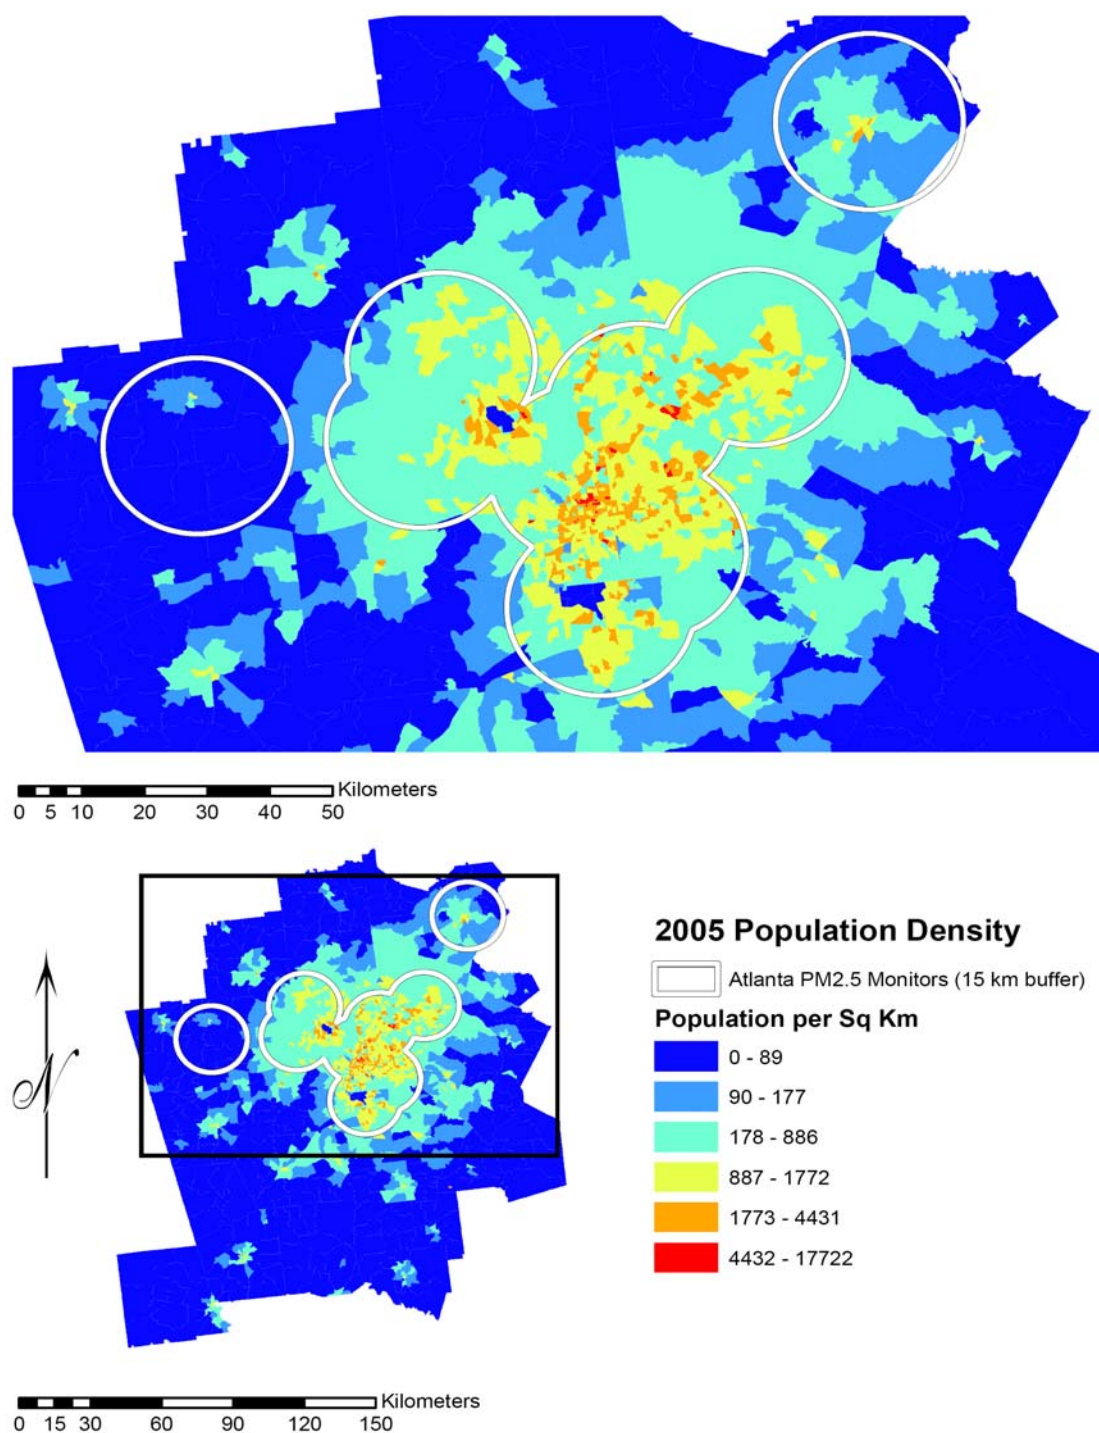 Kilometers
0 5 10 20 30 40 50
N
2005 Population Density
Atlanta PM2.5 Monitors (15 km buffer)
Population per Sq Km
0 - 89
90 - 177
178 - 886
887 - 1772
1773 - 4431
4432 - 17722
Kilometers
0 15 30 60 90 120 150